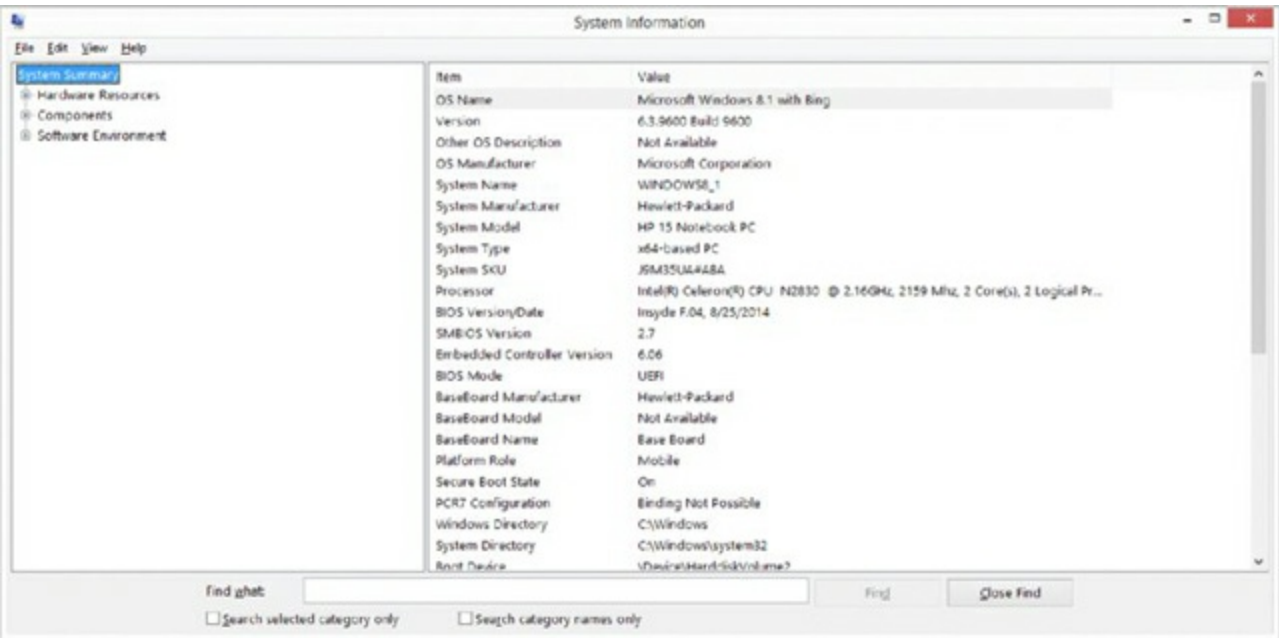 System Information
File Edit View Help
System Summary
Hardware Resources
Components
Software Environment
Item Value
OS Name Microsoft Windows 8.1 with Bing
Version 6.3.9600 Build 9600
Other OS Description Not Available
OS Manufacturer Microsoft Corporation
System Name WINDOWS8_1
System Manufacturer Hewlett-Packard
System Model HP 15 Notebook PC
System Type x64-based PC
System SKU J9M35UA#ABA
Processor Intel(R) Celeron(R) CPU N2830 @ 2.16GHz, 2159 Mhz, 2 Core(s), 2 Logical Pr...
BIOS Version/Date Insyde F.04, 8/25/2014
SMBIOS Version 2.7
Embedded Controller Version 6.06
BIOS Mode UEFI
BaseBoard Manufacturer Hewlett-Packard
BaseBoard Model Not Available
BaseBoard Name Base Board
Platform Role Mobile
Secure Boot State On
PCR7 Configuration Binding Not Possible
Windows Directory C:\Windows
System Directory C:\Windows\system32
Boot Device \Device\HarddiskVolume2
Find what: Find Close Find
Search selected category only Search category names only